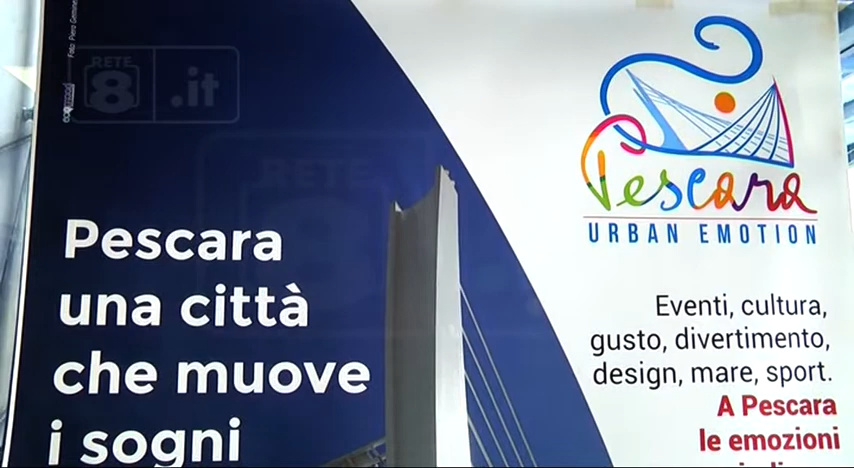 RETE
8
.it
Pescara
una città
che muove
i sogni
Pescara
URBAN EMOTION
Eventi, cultura,
gusto, divertimento,
design, mare, sport.
A Pescara
le emozioni